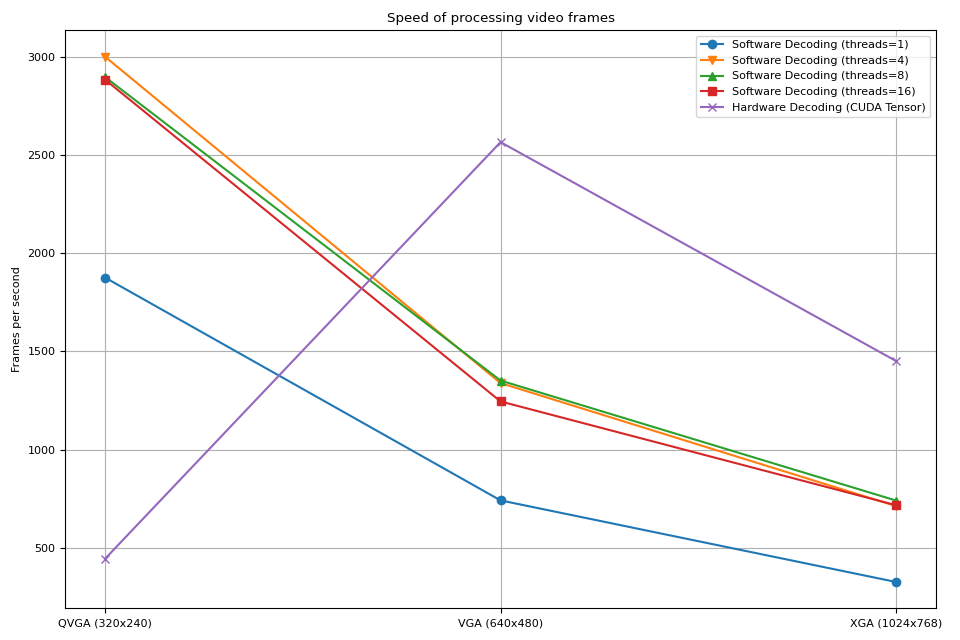 Speed of processing video frames
Software Decoding (threads=1)
Software Decoding (threads=4)
Software Decoding (threads=8)
Software Decoding (threads=16)
Hardware Decoding (CUDA Tensor)
Frames per second
3000
2500
2000
1500
1000
500
QVGA (320x240)
VGA (640x480)
XGA (1024x768)